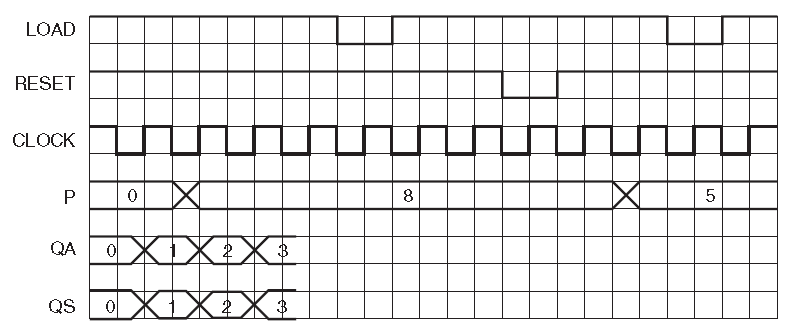 LOAD
RESET
CLOCK
P 0 8 5
QA 0 1 2 3
QS 0 1 2 3